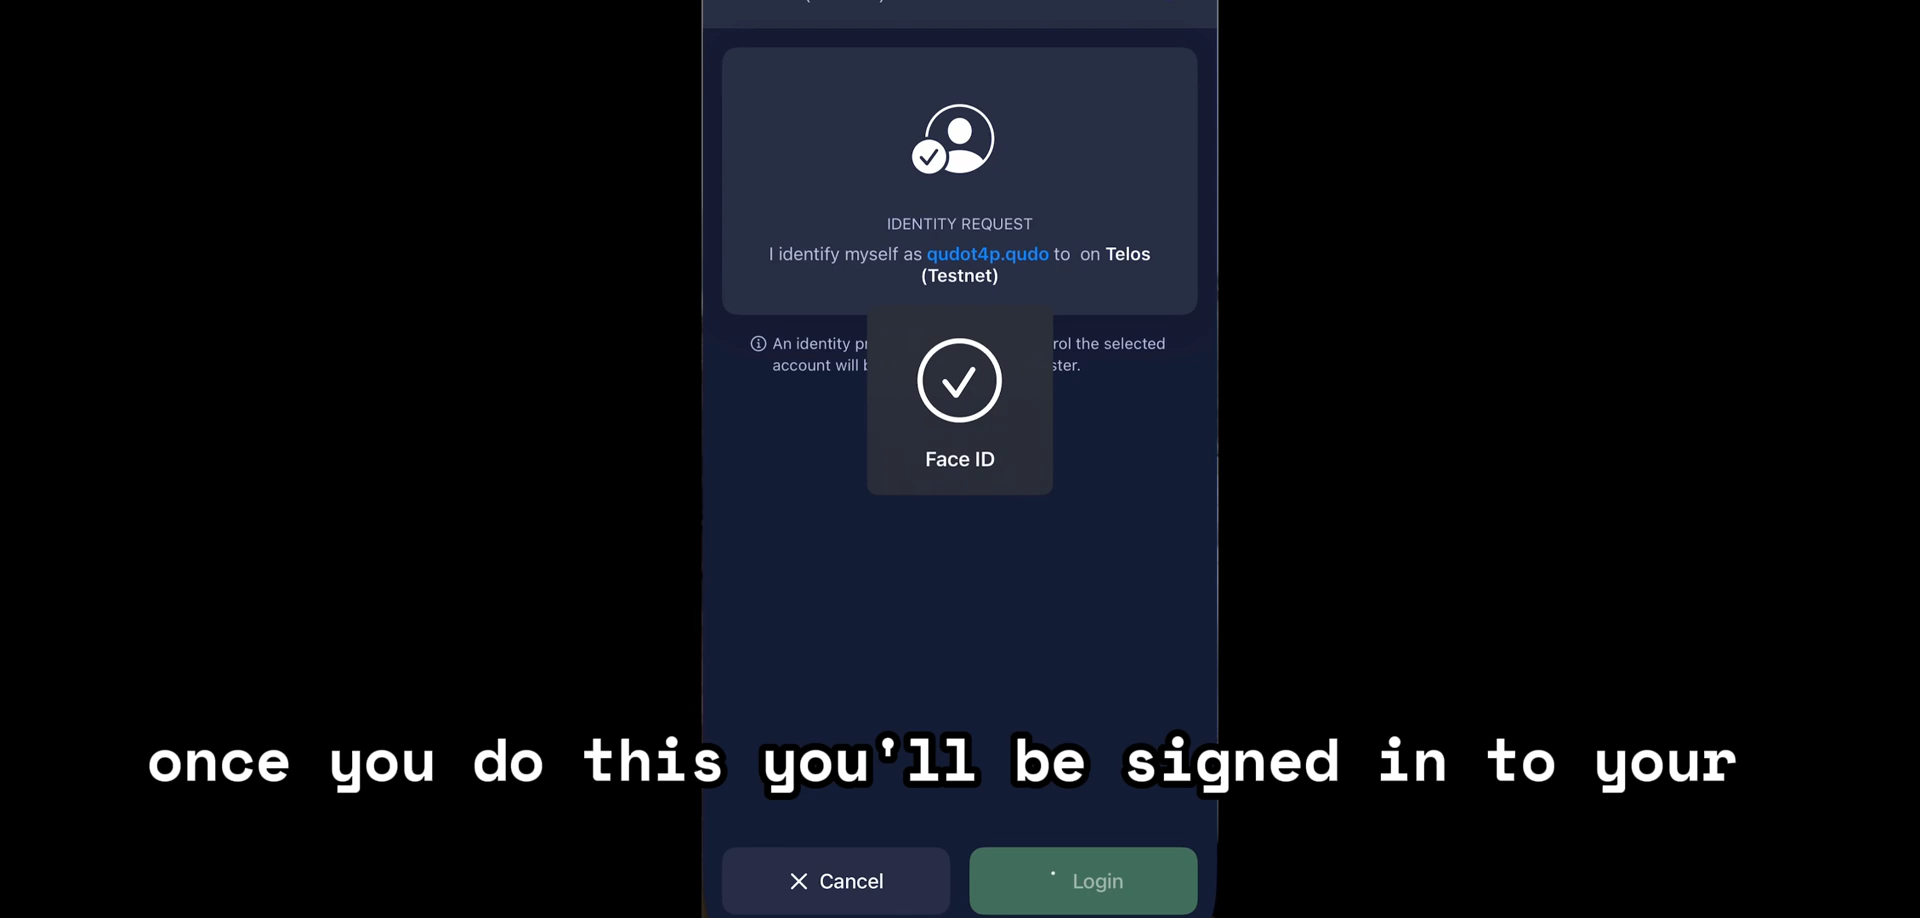 IDENTITY REQUEST
I identify myself as qudot4p.qudo to on Telos
(Testnet)
An identity rol the selected
account will ster.
Face ID
once you do this you'll be signed in to your
Cancel
Login